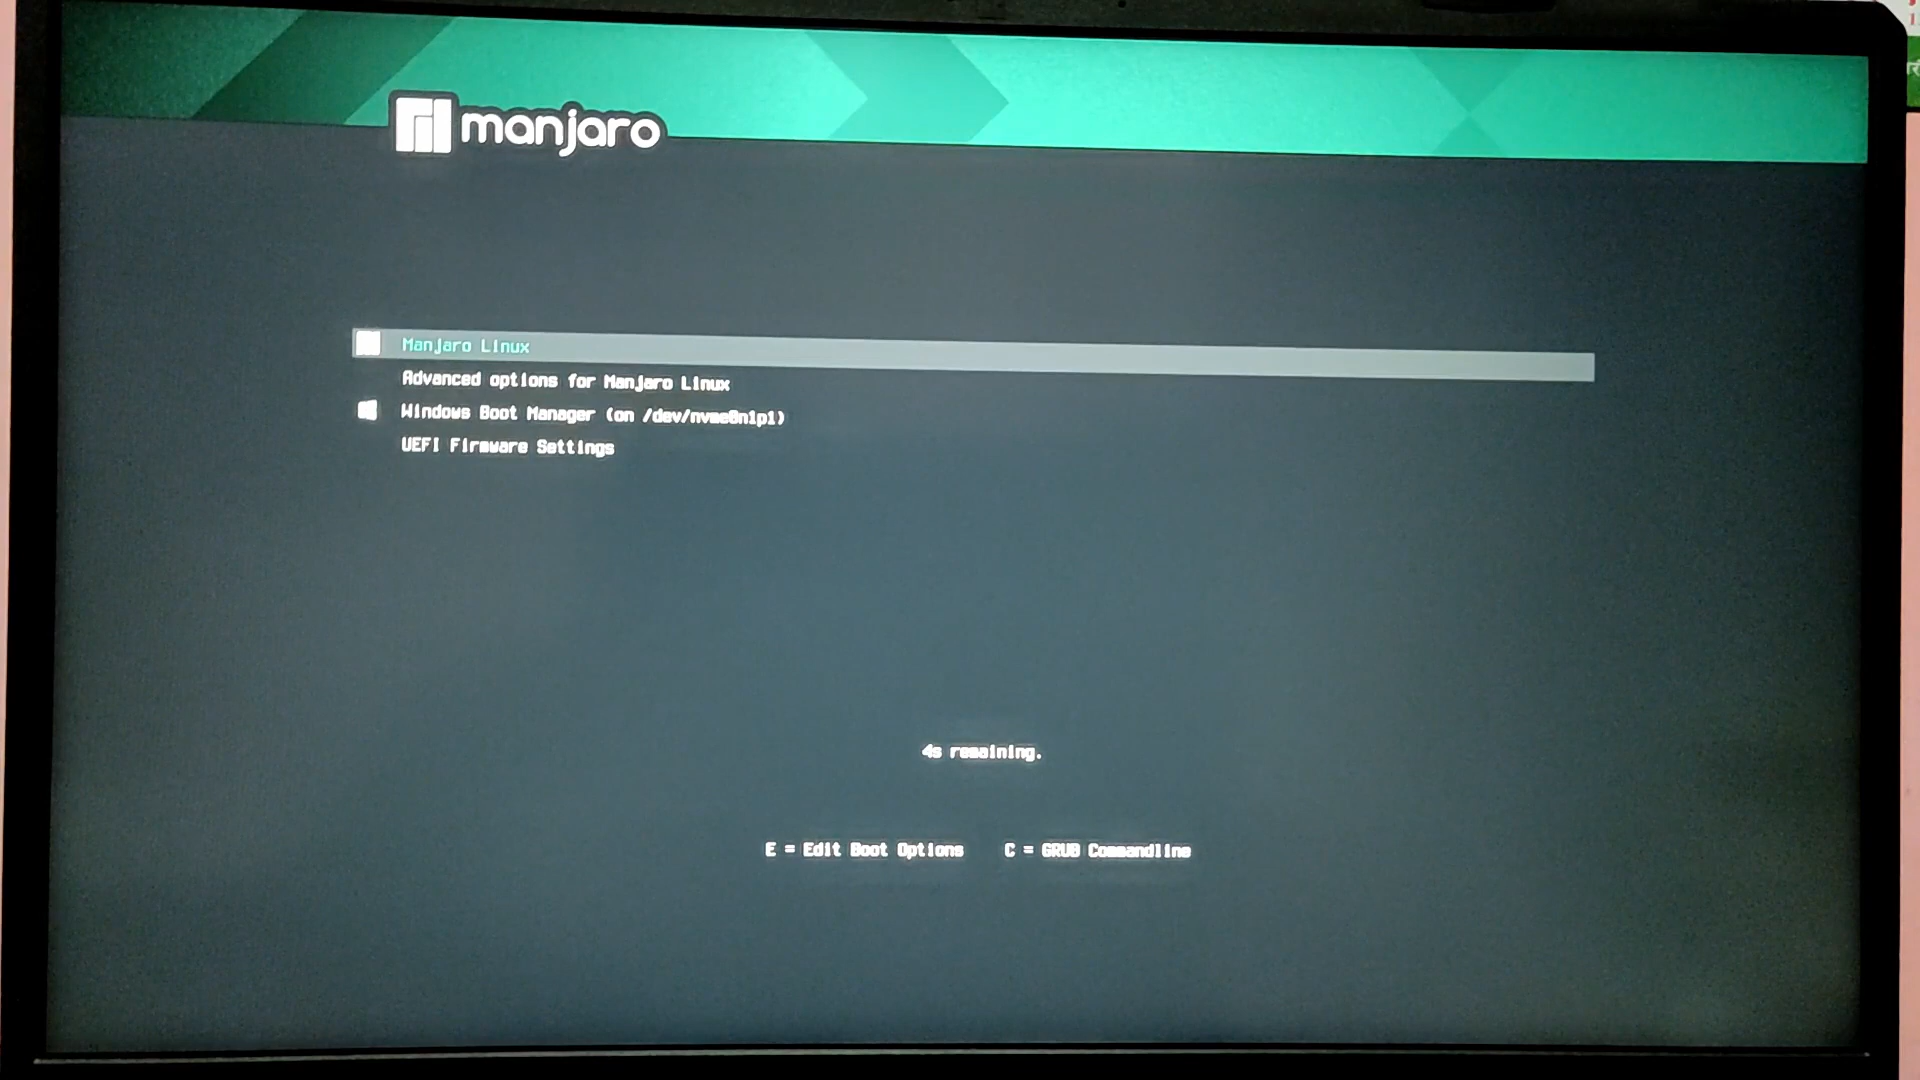 manjaro
Manjaro Linux
Advanced options for Manjaro Linux
Windows Boot Manager (on /dev/nvme0n1p1)
UEFI Firmware Settings
4s remaining.
E = Edit Boot Options C = GRUB Commandline